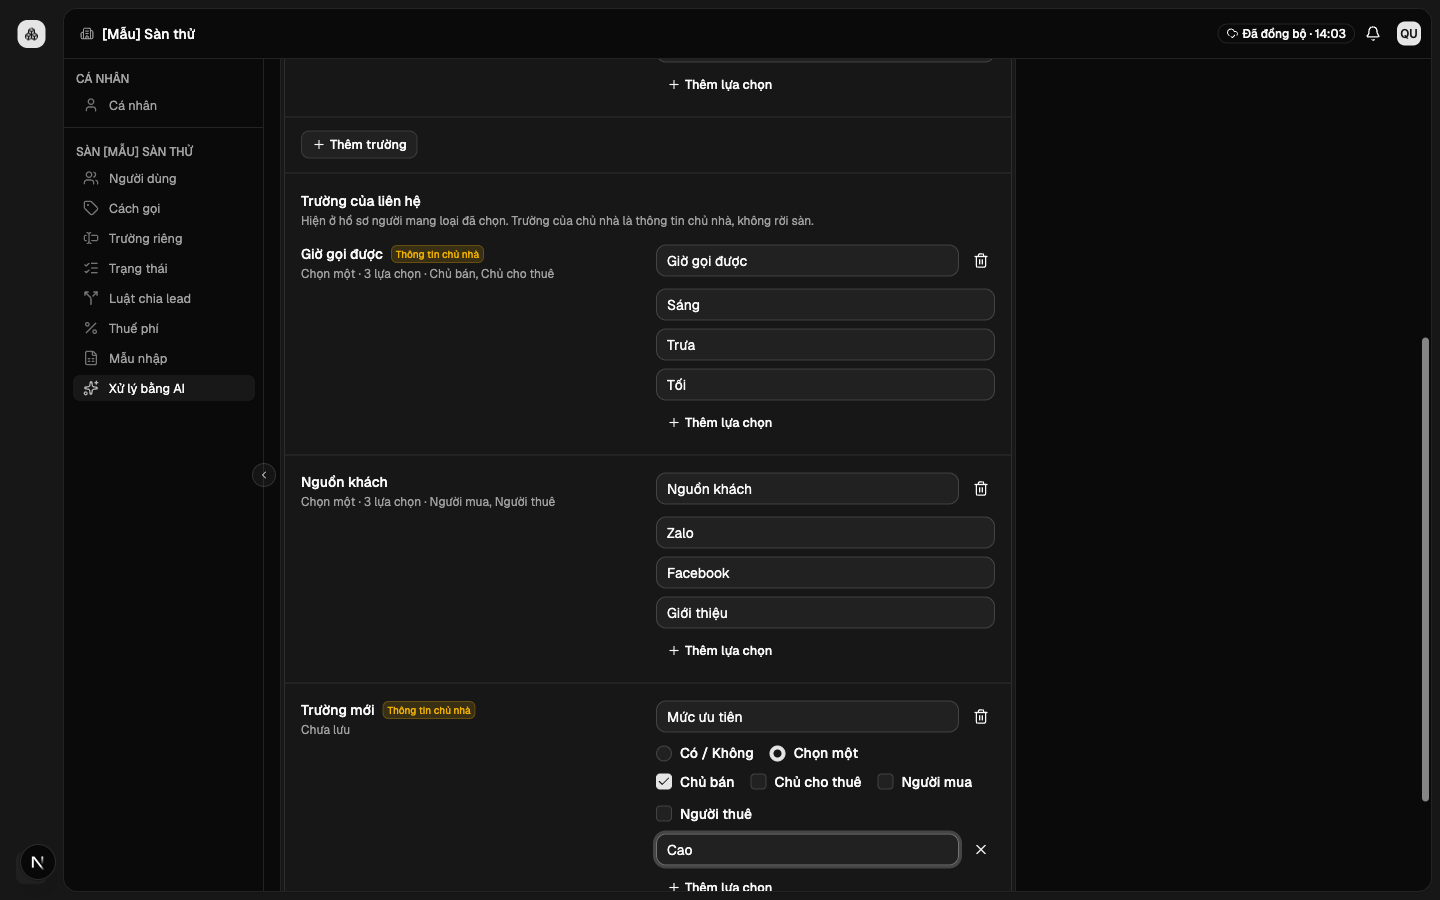 [Mẫu] Sàn thử
Đã đồng bộ · 14:03
QU
CÁ NHÂN
Cá nhân
SÀN [MẪU] SÀN THỬ
Người dùng
Cách gọi
Trường riêng
Trạng thái
Luật chia lead
Thuế phí
Mẫu nhập
Xử lý bằng AI
+ Thêm lựa chọn
+ Thêm trường
Trường của liên hệ
Hiện ở hồ sơ người mang loại đã chọn. Trường của chủ nhà là thông tin chủ nhà, không rời sàn.
Giờ gọi được Thông tin chủ nhà
Chọn một · 3 lựa chọn · Chủ bán, Chủ cho thuê
Giờ gọi được
Sáng
Trưa
Tối
+ Thêm lựa chọn
Nguồn khách
Chọn một · 3 lựa chọn · Người mua, Người thuê
Nguồn khách
Zalo
Facebook
Giới thiệu
+ Thêm lựa chọn
Trường mới Thông tin chủ nhà
Chưa lưu
Mức ưu tiên
Có / Không Chọn một
Chủ bán Chủ cho thuê Người mua
Người thuê
Cao
+ Thêm lựa chọn
N